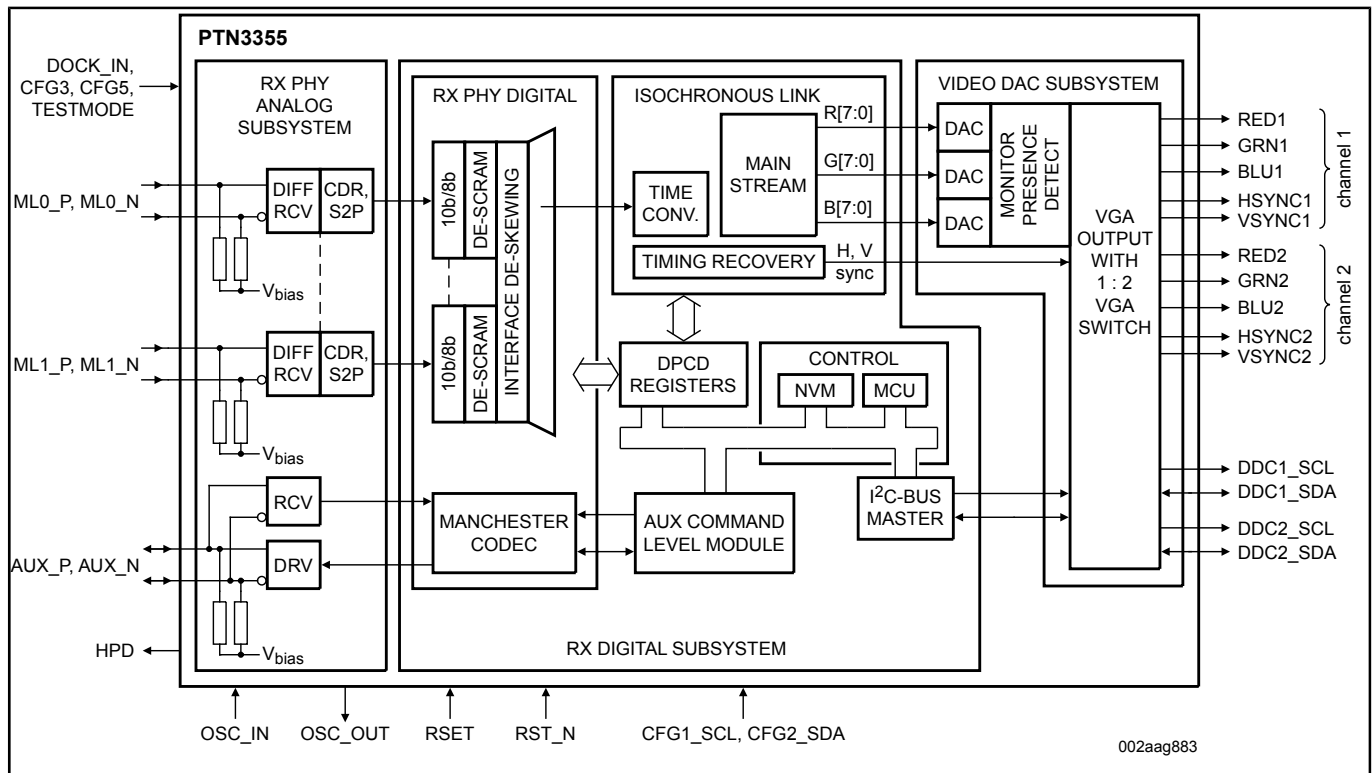 PTN3355
DOCK_IN,
CFG3, CFG5,
TESTMODE
RX PHY
ANALOG
SUBSYSTEM
RX PHY DIGITAL
ISOCHRONOUS LINK
VIDEO DAC SUBSYSTEM
ML0_P, ML0_N
DIFF
RCV
CDR,
S2P
Vbias
10b/8b
DE-SCRAM
INTERFACE DE-SKEWING
TIME
CONV.
MAIN
STREAM
R[7:0]
G[7:0]
B[7:0]
TIMING RECOVERY
H, V
sync
DAC
DAC
DAC
MONITOR
PRESENCE
DETECT
VGA
OUTPUT
WITH
1 : 2
VGA
SWITCH
RED1
GRN1
BLU1
HSYNC1
VSYNC1
channel 1
RED2
GRN2
BLU2
HSYNC2
VSYNC2
channel 2
ML1_P, ML1_N
DIFF
RCV
CDR,
S2P
Vbias
10b/8b
DE-SCRAM
DPCD
REGISTERS
CONTROL
NVM
MCU
RCV
DRV
AUX_P, AUX_N
Vbias
MANCHESTER
CODEC
AUX COMMAND
LEVEL MODULE
I2C-BUS
MASTER
DDC1_SCL
DDC1_SDA
DDC2_SCL
DDC2_SDA
HPD
RX DIGITAL SUBSYSTEM
OSC_IN
OSC_OUT
RSET
RST_N
CFG1_SCL, CFG2_SDA
002aag883